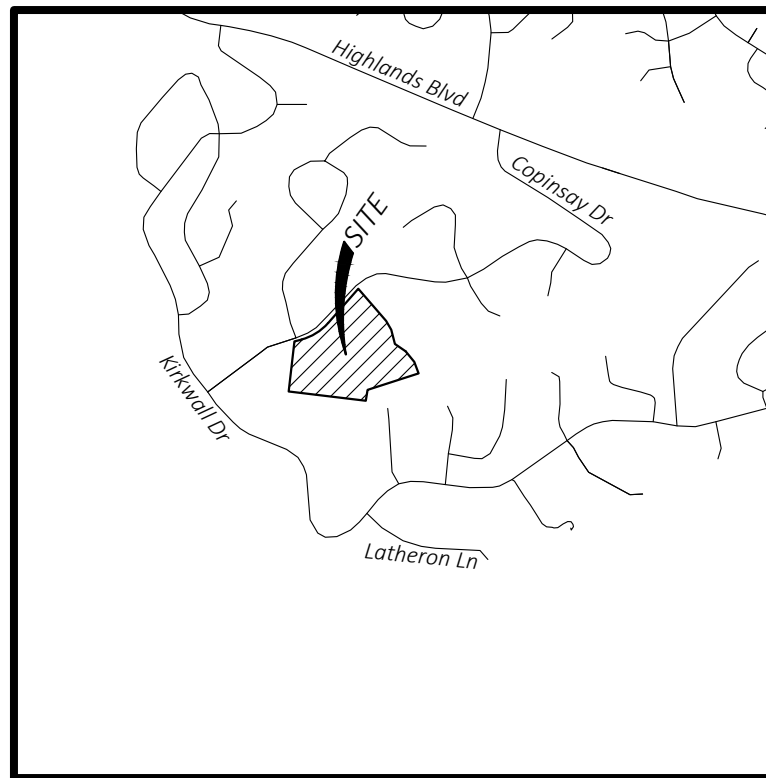 Highlands Blvd
Copinsay Dr
SITE
Kirkwall Dr
Latheron Ln